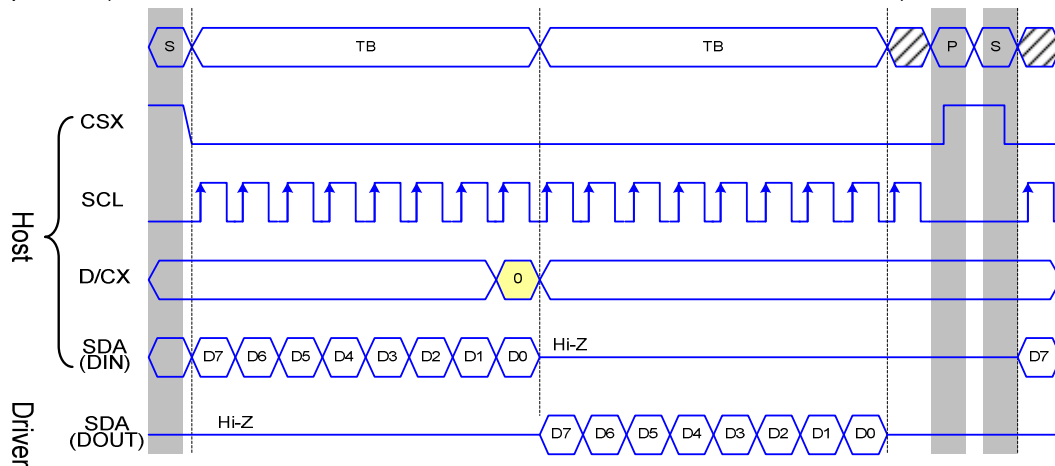 S TB TB P S
CSX
SCL
D/CX 0
SDA (DIN) D7 D6 D5 D4 D3 D2 D1 D0 Hi-Z D7
SDA (DOUT) Hi-Z D7 D6 D5 D4 D3 D2 D1 D0
Host
Driver